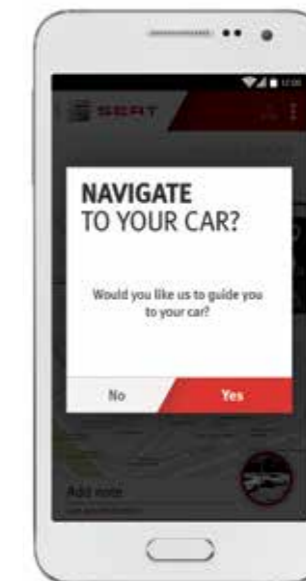 SEAT
NAVIGATE
TO YOUR CAR?
Would you like us to guide you
to your car?
No
Yes
Add note